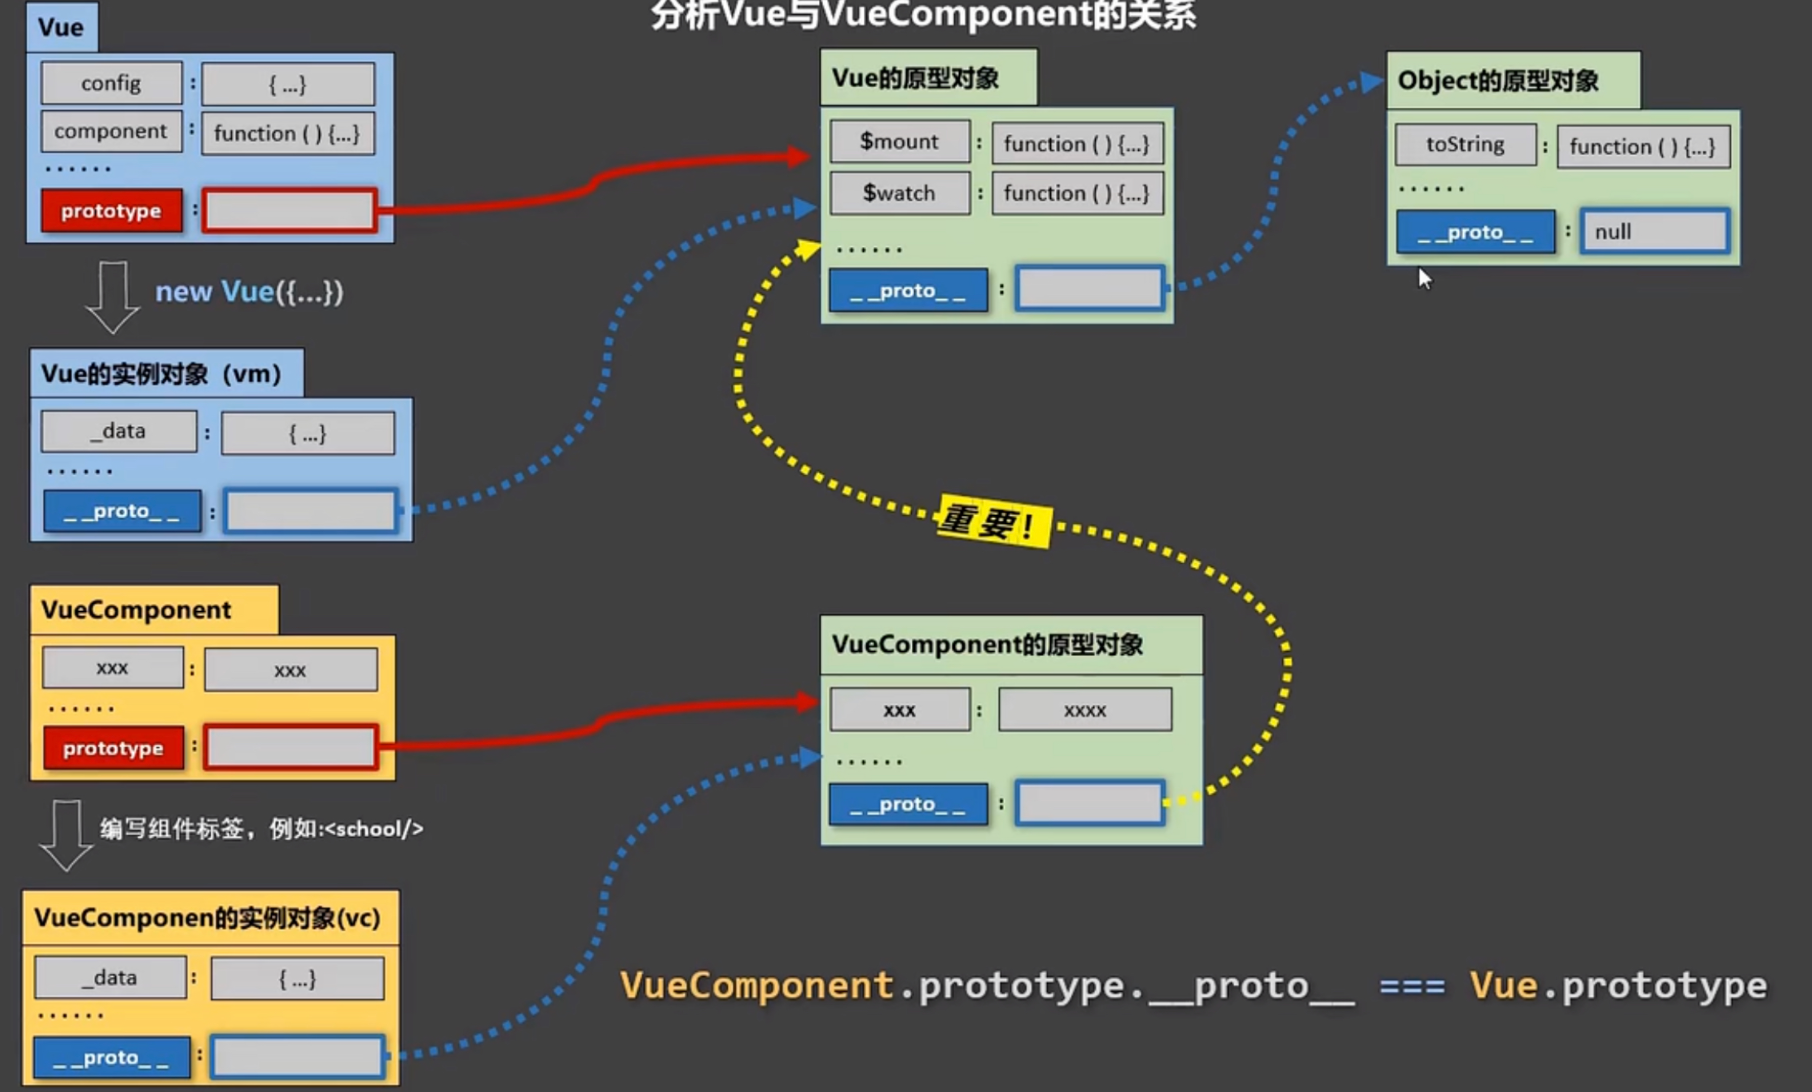 分析Vue与VueComponent的关系
Vue
config : { ...}
component : function ( ) {...}
······
prototype :
new Vue({...})
Vue的实例对象（vm）
_data : { ...}
······
_ _proto_ _ :
VueComponent
xxx : xxx
······
prototype :
编写组件标签，例如:<school/>
VueComponen的实例对象(vc)
_data : { ...}
······
_ _proto_ _ :
Vue的原型对象
$mount : function ( ) {...}
$watch : function ( ) {...}
······
_ _proto_ _ :
Object的原型对象
toString : function ( ) {...}
······
_ _proto_ _ : null
重要!
VueComponent的原型对象
xxx : xxxx
······
_ _proto_ _ :
VueComponent.prototype.__proto__ === Vue.prototype